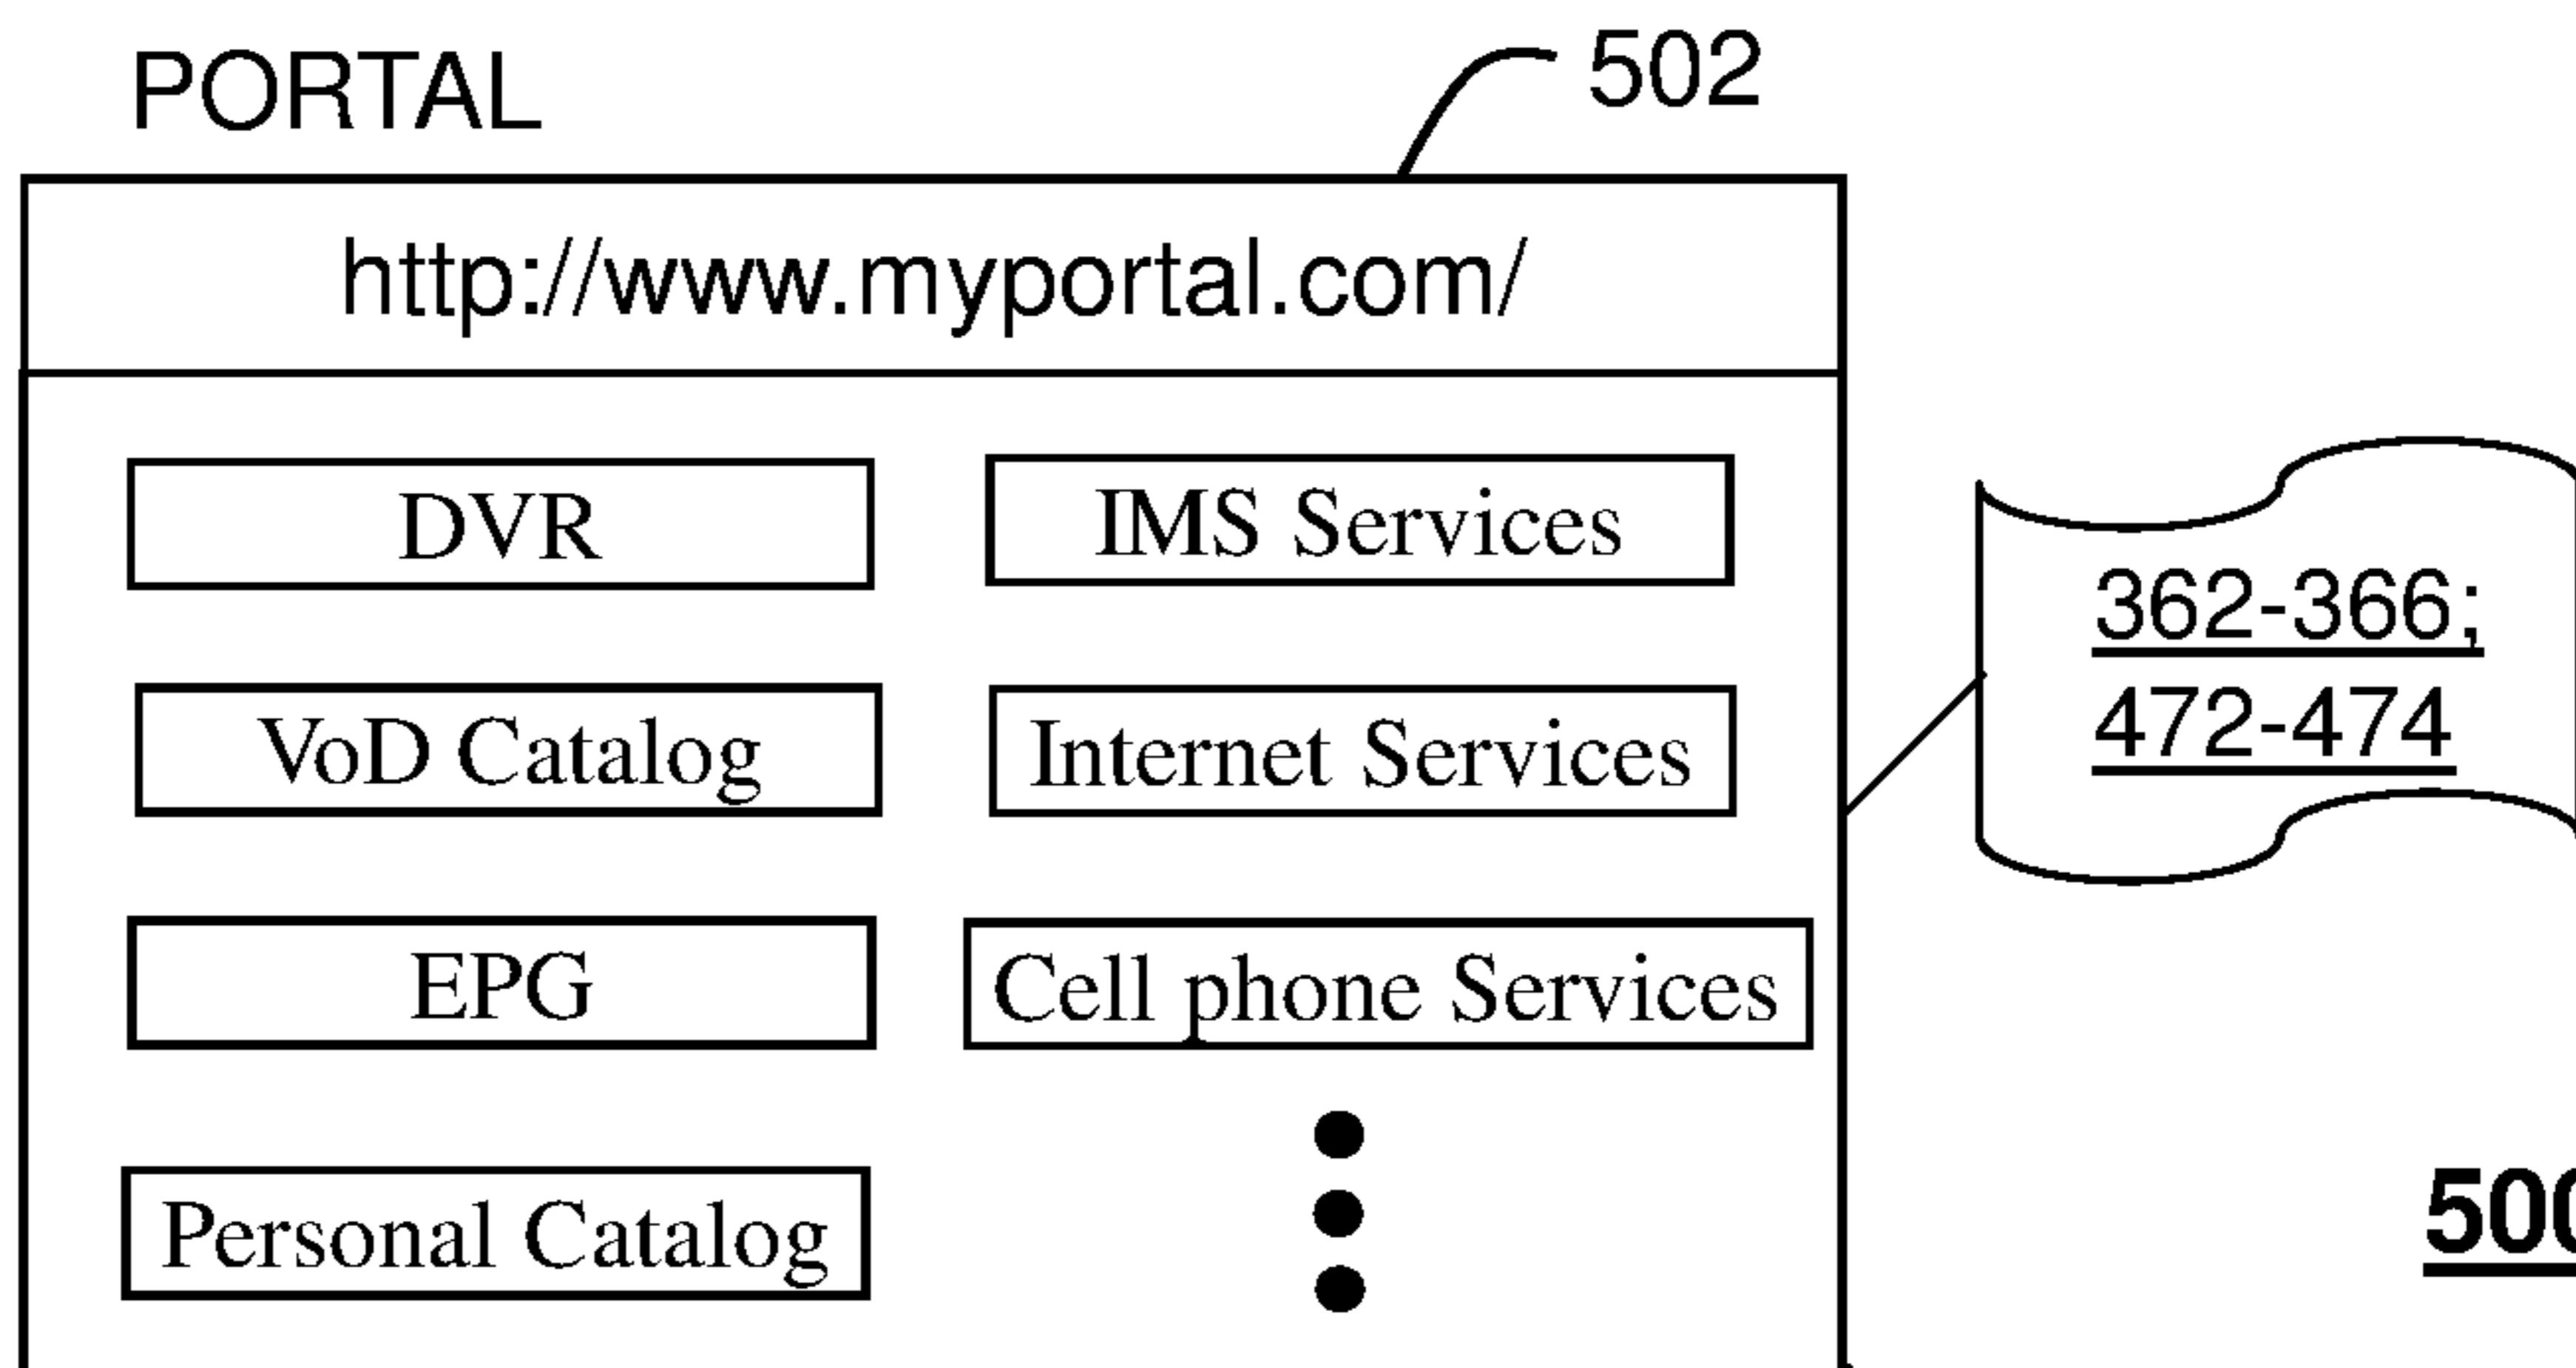 PORTAL
502
http://www.myportal.com/
DVR
IMS Services
VoD Catalog
Internet Services
EPG
Cell phone Services
Personal Catalog
362-366;
472-474